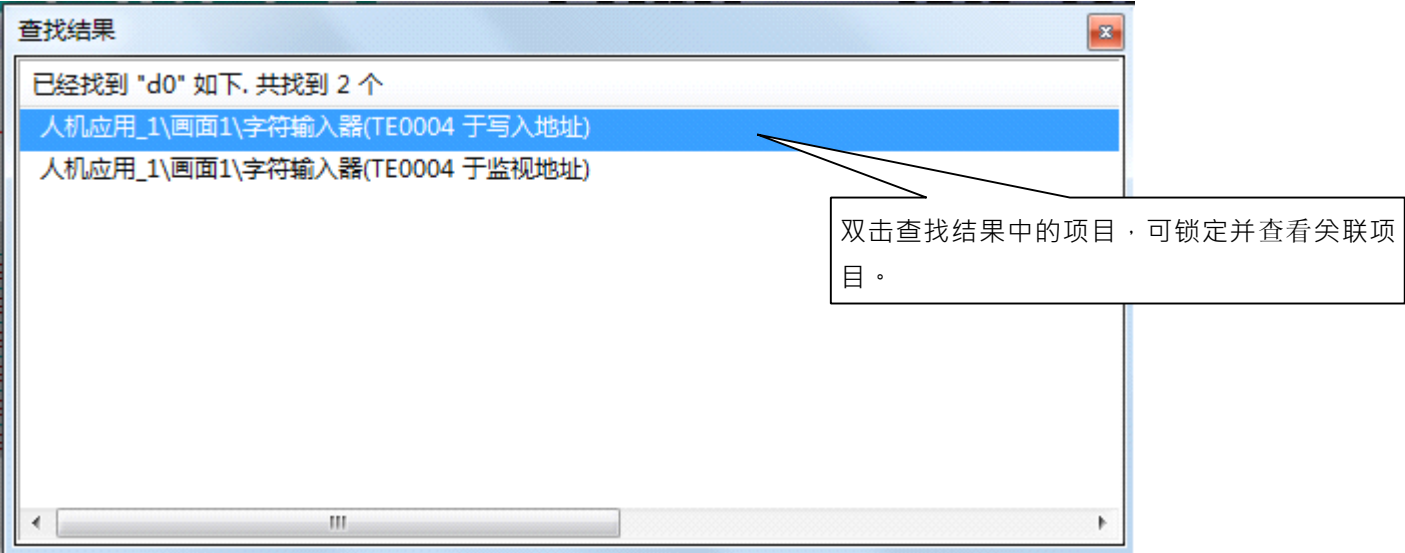 查找结果
已经找到 "d0" 如下. 共找到 2 个
人机应用_1\画面1\字符输入器(TE0004 于写入地址)
人机应用_1\画面1\字符输入器(TE0004 于监视地址)
双击查找结果中的项目，可锁定并查看关联项
目。